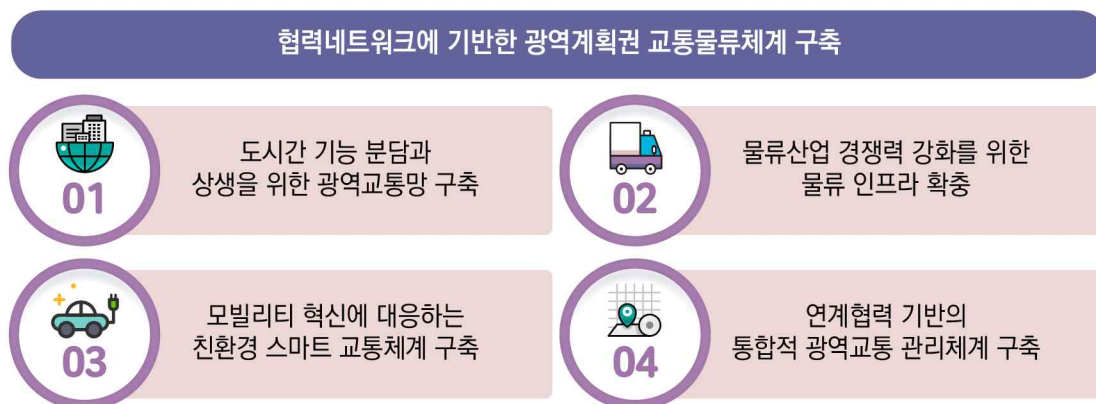 협력네트워크에 기반한 광역계획권 교통물류체계 구축
01
도시간 기능 분담과
상생을 위한 광역교통망 구축
02
물류산업 경쟁력 강화를 위한
물류 인프라 확충
03
모빌리티 혁신에 대응하는
친환경 스마트 교통체계 구축
04
연계협력 기반의
통합적 광역교통 관리체계 구축